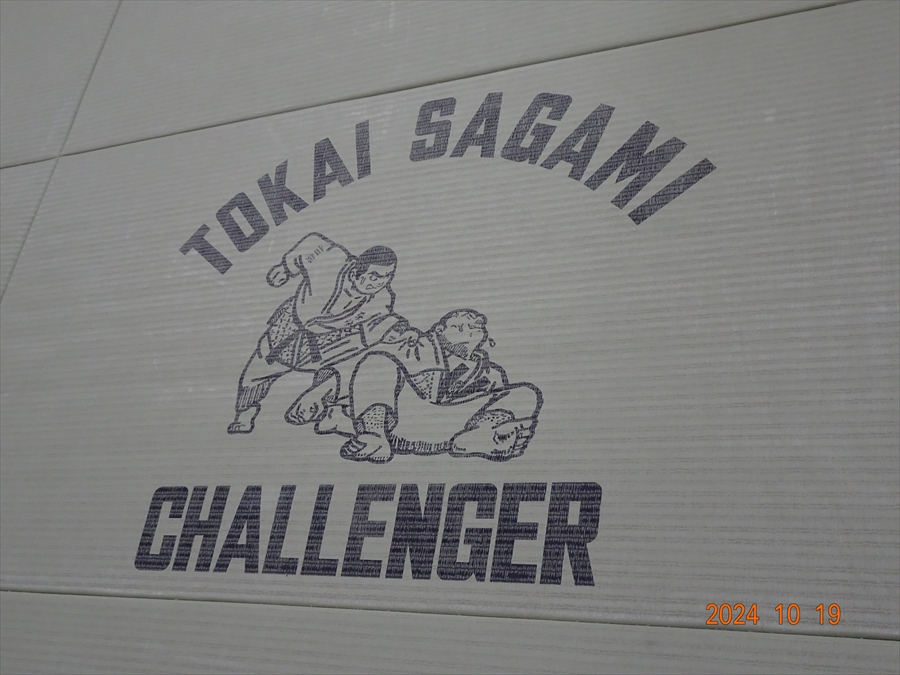 TOKAI SAGAMI
CHALLENGER
2024 10 19